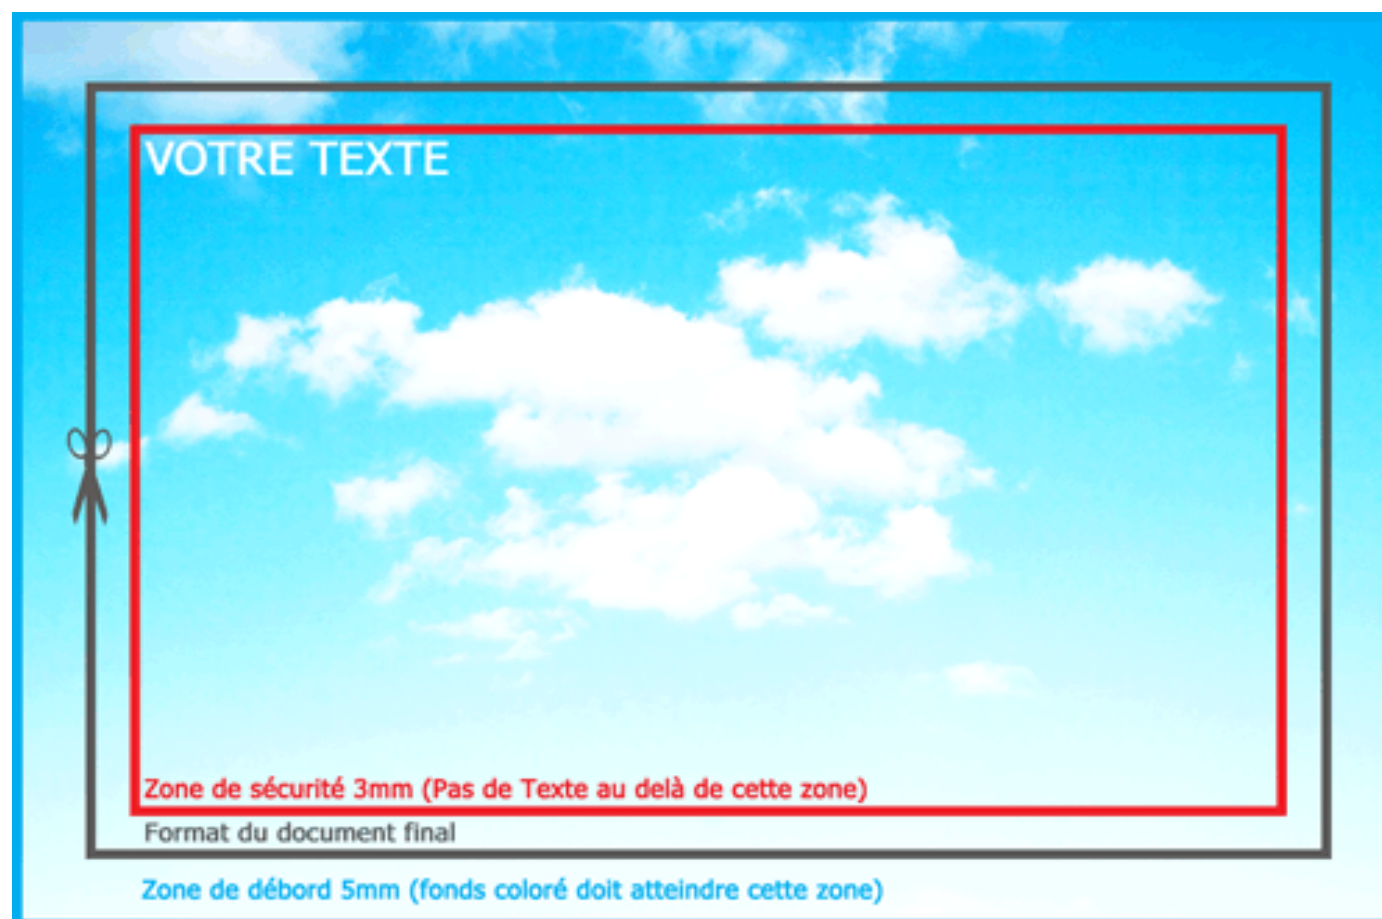 VOTRE TEXTE
Zone de sécurité 3mm (Pas de Texte au delà de cette zone)
Format du document final
Zone de débord 5mm (fonds coloré doit atteindre cette zone)